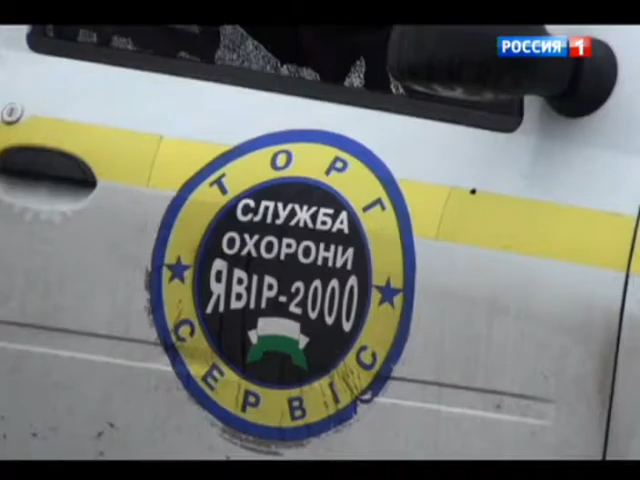 РОССИЯ 1
ТОРГ
СЛУЖБА
ОХОРОНИ
ЯВІР-2000
СЕРВІС